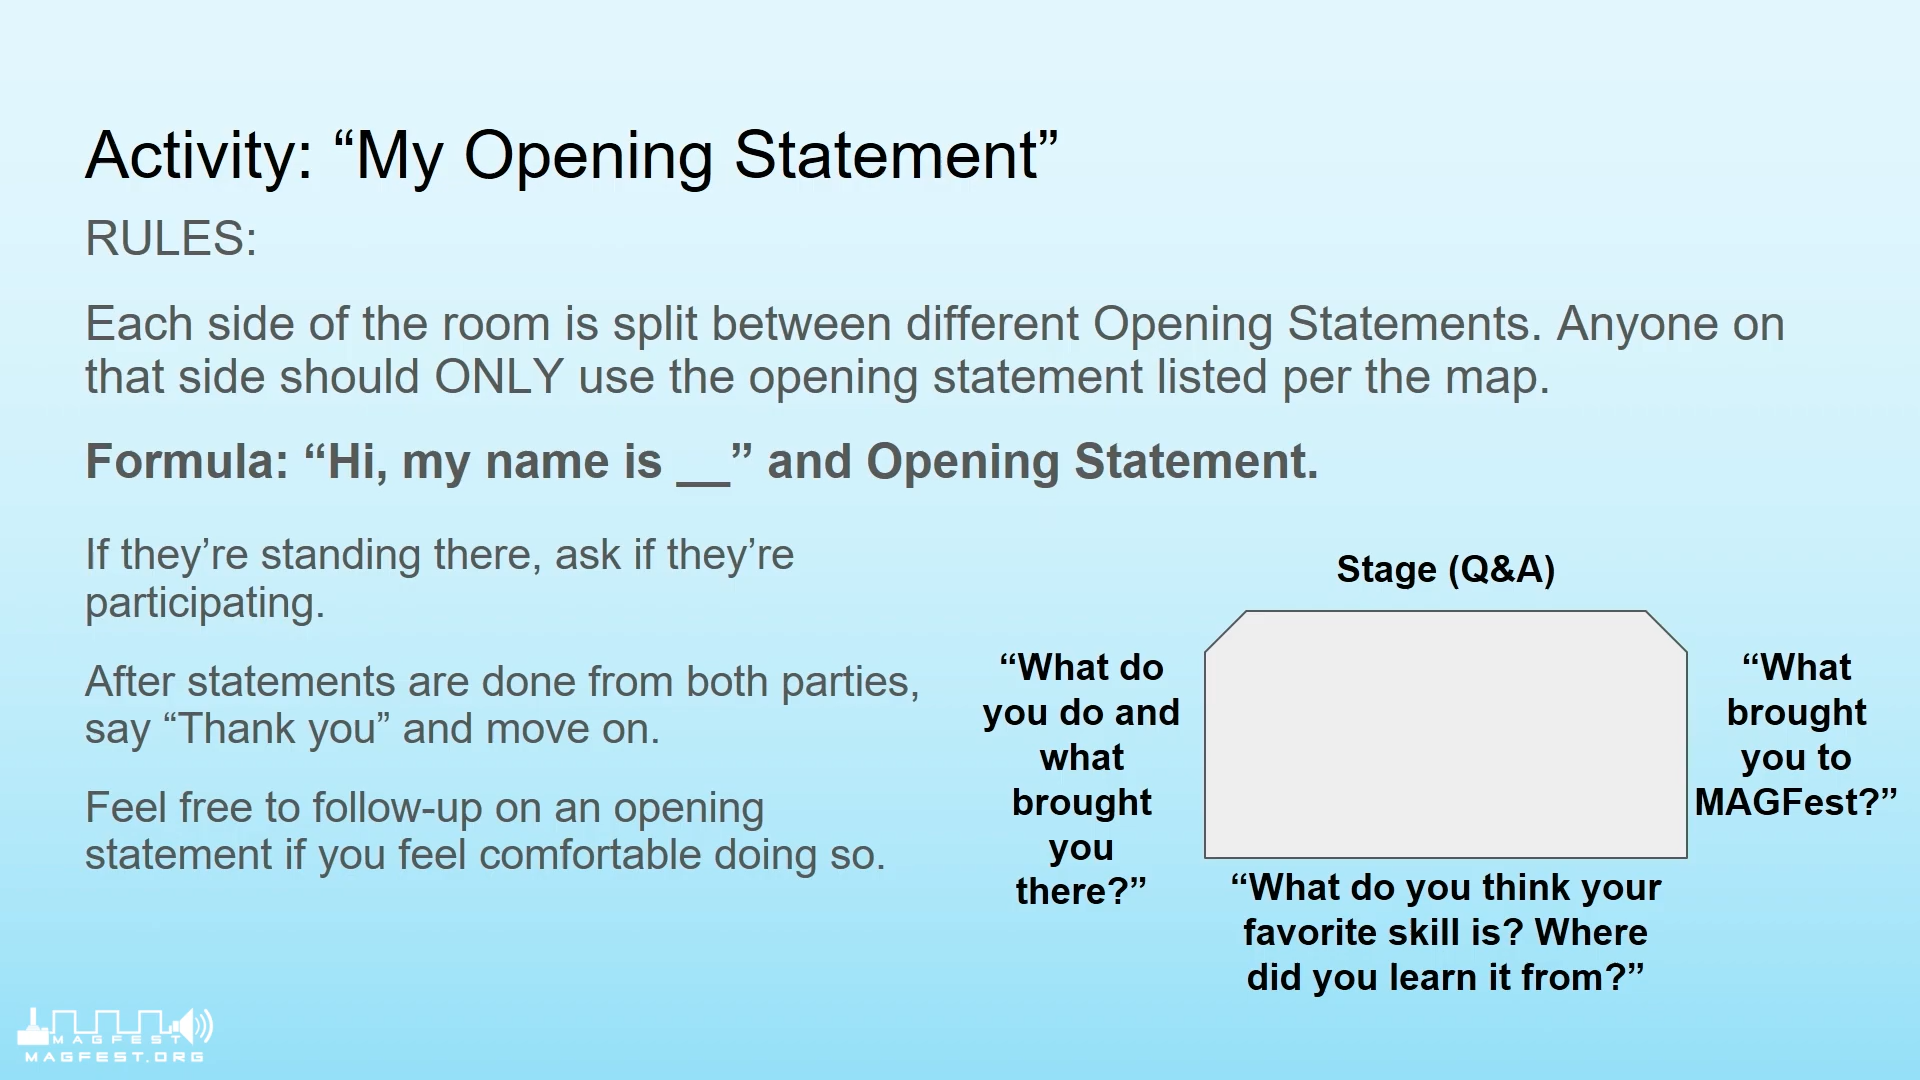 Activity: “My Opening Statement”
RULES:
Each side of the room is split between different Opening Statements. Anyone on
that side should ONLY use the opening statement listed per the map.
Formula: “Hi, my name is __” and Opening Statement.
If they’re standing there, ask if they’re
participating.
After statements are done from both parties,
say “Thank you” and move on.
Feel free to follow-up on an opening
statement if you feel comfortable doing so.
Stage (Q&A)
“What do
you do and
what
brought
you
there?”
“What
brought
you to
MAGFest?”
“What do you think your
favorite skill is? Where
did you learn it from?”
MAGFEST
MAGFEST.ORG